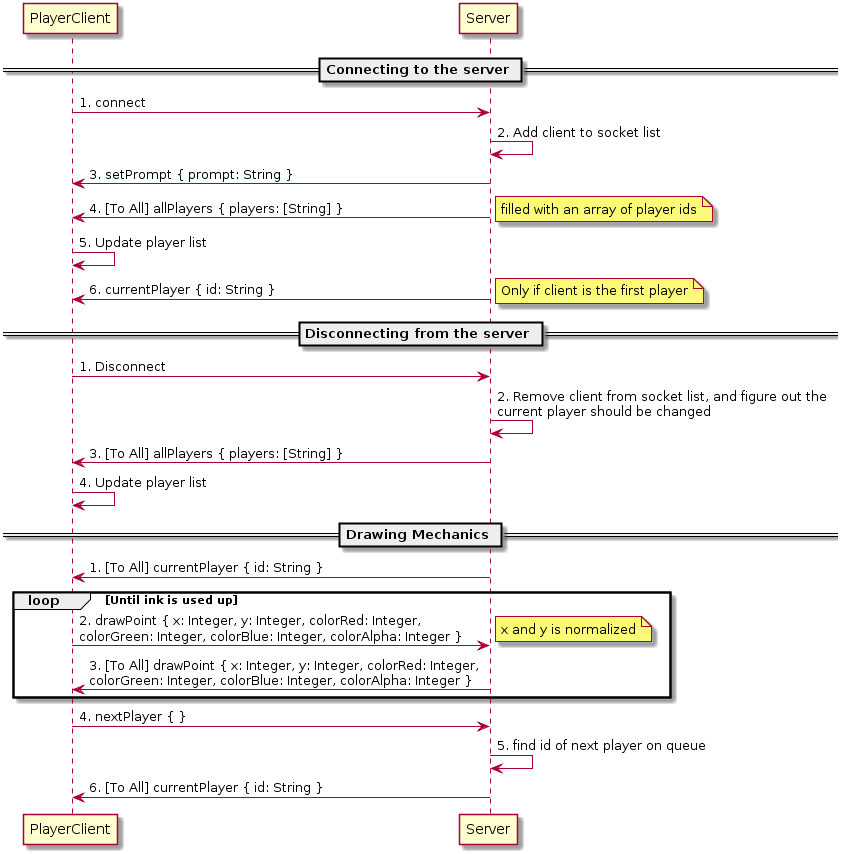 PlayerClient
Server
Connecting to the server
1. connect
2. Add client to socket list
3. setPrompt { prompt: String }
4. [To All] allPlayers { players: [String] }
filled with an array of player ids
5. Update player list
6. currentPlayer { id: String }
Only if client is the first player
Disconnecting from the server
1. Disconnect
2. Remove client from socket list, and figure out the
current player should be changed
3. [To All] allPlayers { players: [String] }
4. Update player list
Drawing Mechanics
1. [To All] currentPlayer { id: String }
loop
[Until ink is used up]
2. drawPoint { x: Integer, y: Integer, colorRed: Integer,
colorGreen: Integer, colorBlue: Integer, colorAlpha: Integer }
x and y is normalized
3. [To All] drawPoint { x: Integer, y: Integer, colorRed: Integer,
colorGreen: Integer, colorBlue: Integer, colorAlpha: Integer }
4. nextPlayer { }
5. find id of next player on queue
6. [To All] currentPlayer { id: String }
PlayerClient
Server